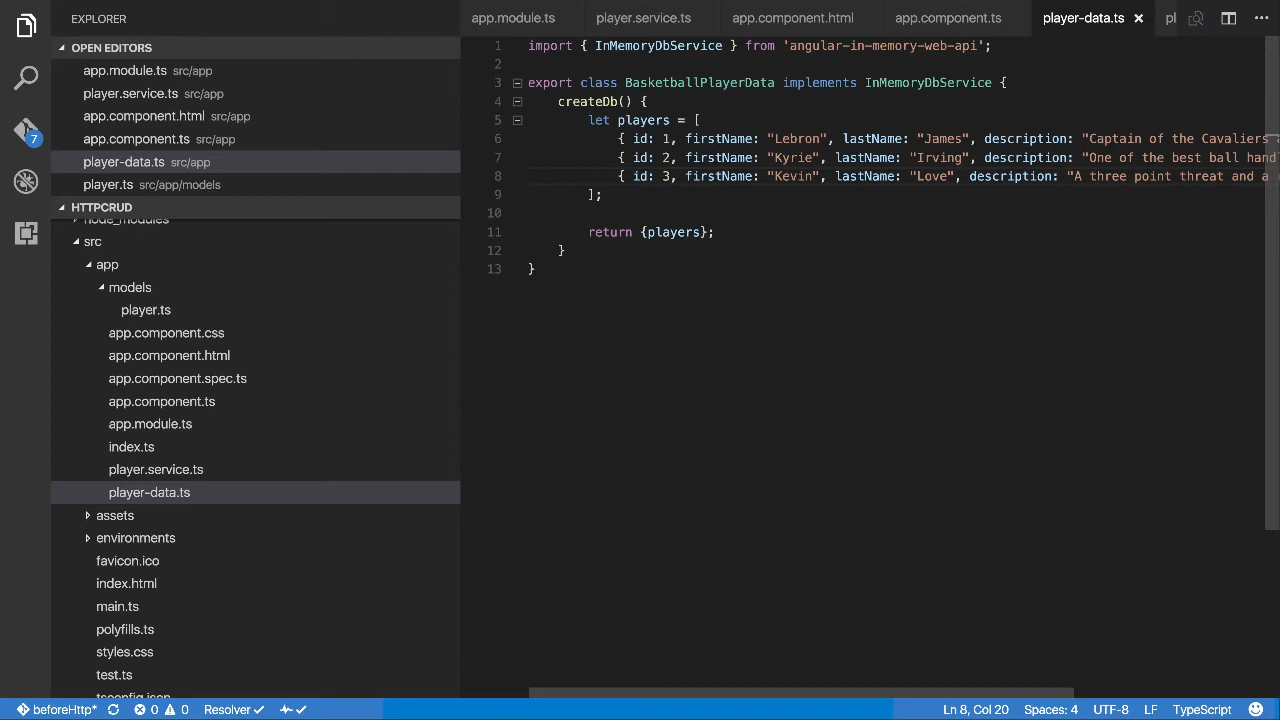 EXPLORER
OPEN EDITORS
app.module.ts src/app
player.service.ts src/app
app.component.html src/app
app.component.ts src/app
player-data.ts src/app
player.ts src/app/models
HTTPCRUD
node_modules
src
app
models
player.ts
app.component.css
app.component.html
app.component.spec.ts
app.component.ts
app.module.ts
index.ts
player.service.ts
player-data.ts
assets
environments
favicon.ico
index.html
main.ts
polyfills.ts
styles.css
test.ts
tsconfig.json
7
app.module.ts player.service.ts app.component.html app.component.ts player-data.ts pl
1 import { InMemoryDbService } from 'angular-in-memory-web-api';
2
3 export class BasketballPlayerData implements InMemoryDbService {
4 createDb() {
5 let players = [
6 { id: 1, firstName: "Lebron", lastName: "James", description: "Captain of the Cavaliers
7 { id: 2, firstName: "Kyrie", lastName: "Irving", description: "One of the best ball hand
8 { id: 3, firstName: "Kevin", lastName: "Love", description: "A three point threat and a
9 ];
10
11 return {players};
12 }
13 }
beforeHttp* 0 0 Resolver Ln 8, Col 20 Spaces: 4 UTF-8 LF TypeScript